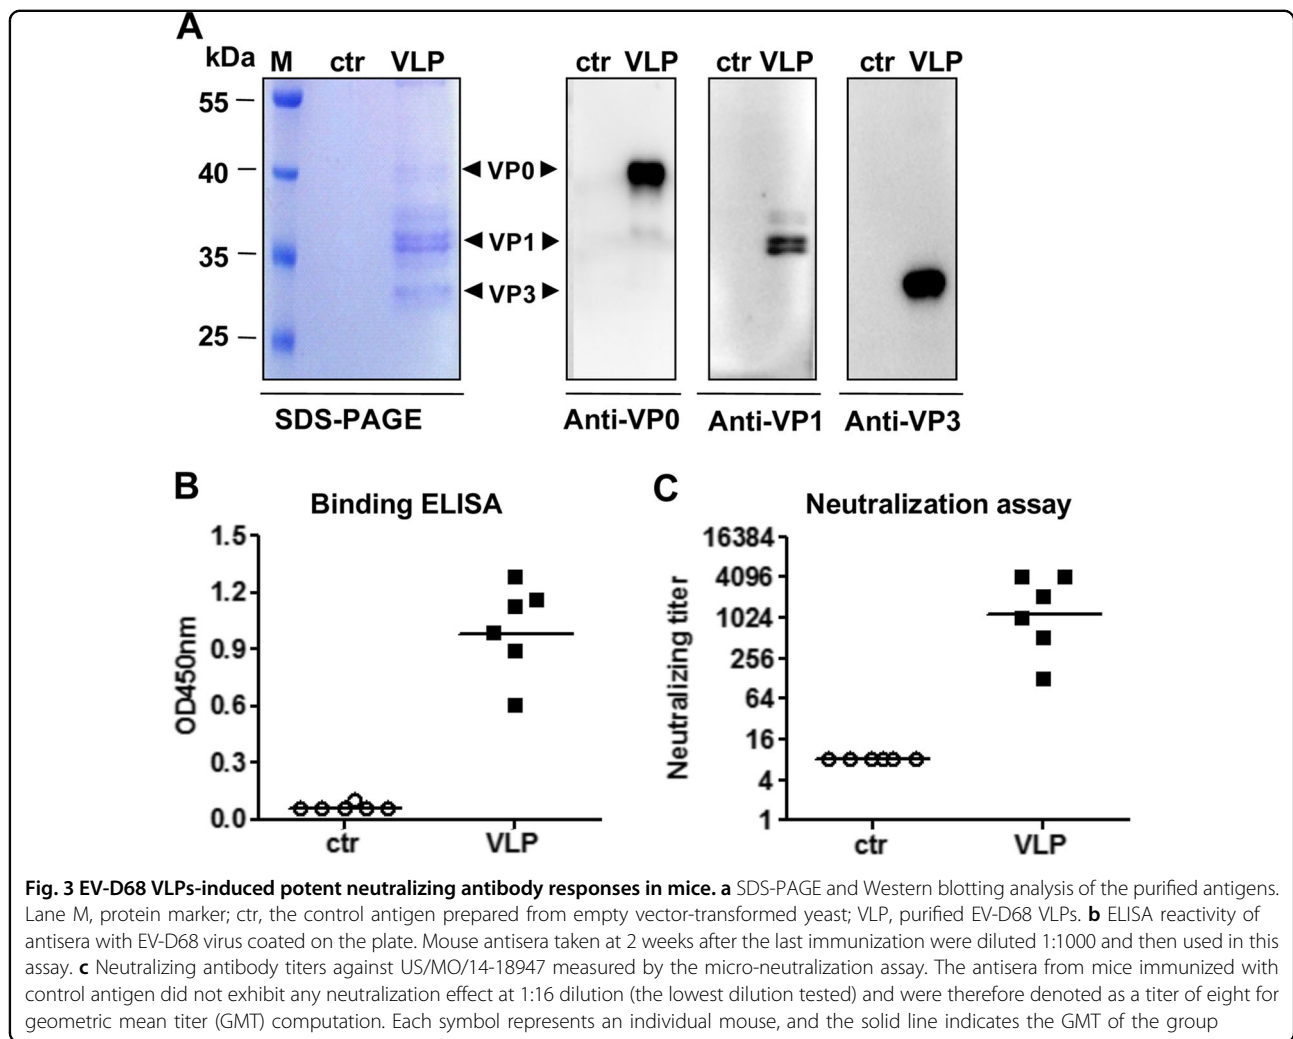 A
kDa M ctr VLP ctr VLP ctr VLP ctr VLP
55
40 ◄ VP0 ►
◄ VP1 ►
35
◄ VP3 ►
25
SDS-PAGE Anti-VP0 Anti-VP1 Anti-VP3
B
Binding ELISA
OD450nm
1.5
1.2
0.9
0.6
0.3
0.0
ctr VLP
C
Neutralization assay
Neutralizing titer
16384
4096
1024
256
64
16
4
1
ctr VLP
Fig. 3 EV-D68 VLPs-induced potent neutralizing antibody responses in mice. a SDS-PAGE and Western blotting analysis of the purified antigens.
Lane M, protein marker; ctr, the control antigen prepared from empty vector-transformed yeast; VLP, purified EV-D68 VLPs. b ELISA reactivity of
antisera with EV-D68 virus coated on the plate. Mouse antisera taken at 2 weeks after the last immunization were diluted 1:1000 and then used in this
assay. c Neutralizing antibody titers against US/MO/14-18947 measured by the micro-neutralization assay. The antisera from mice immunized with
control antigen did not exhibit any neutralization effect at 1:16 dilution (the lowest dilution tested) and were therefore denoted as a titer of eight for
geometric mean titer (GMT) computation. Each symbol represents an individual mouse, and the solid line indicates the GMT of the group